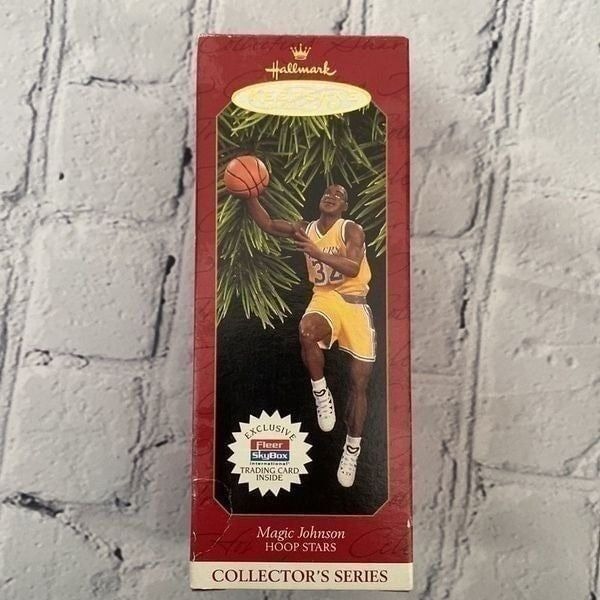 Hallmark
KEEPSAKE
32
EXCLUSIVE
Fleer
SkyBox
International
TRADING CARD
INSIDE
Magic Johnson
HOOP STARS
COLLECTOR'S SERIES